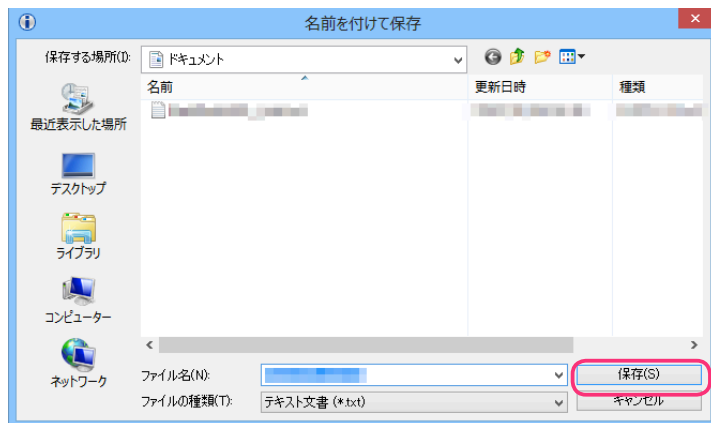 名前を付けて保存
保存する場所(I):
ドキュメント
名前
更新日時
種類
最近表示した場所
デスクトップ
ライブラリ
コンピューター
ネットワーク
ファイル名(N):
保存(S)
ファイルの種類(T):
テキスト文書 (*.txt)
キャンセル